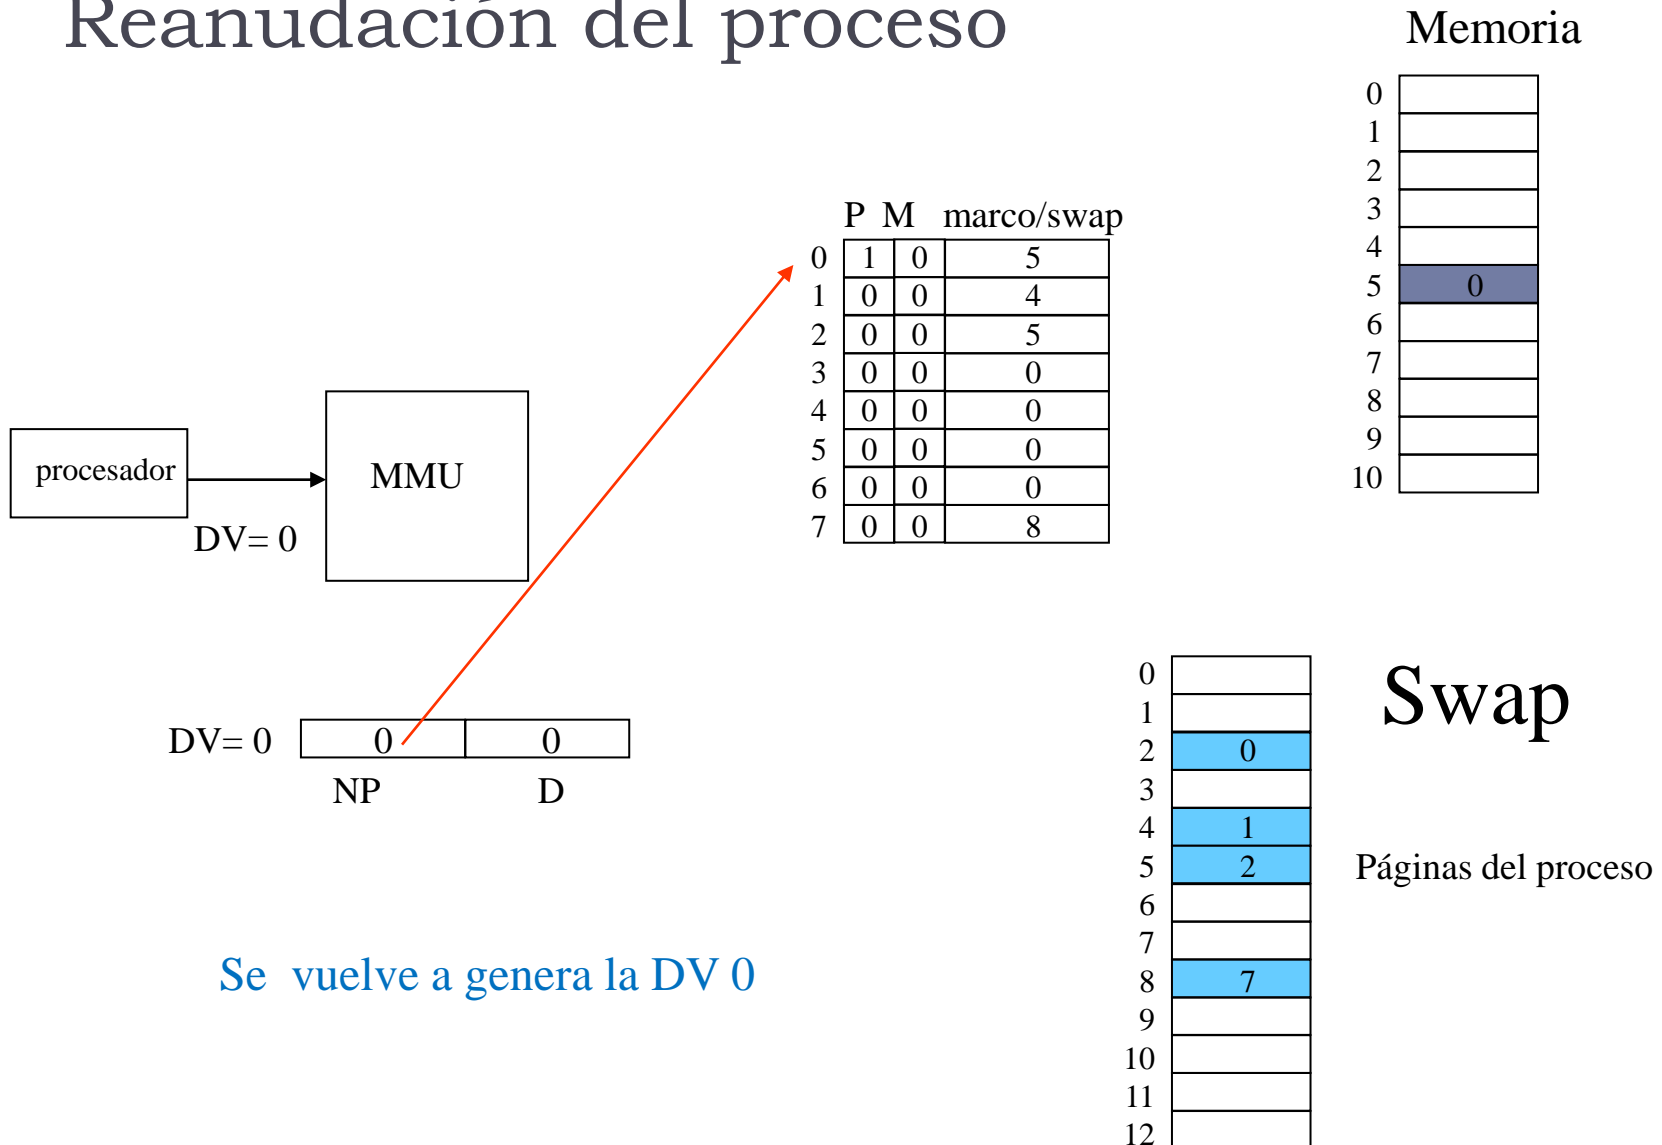 Reanudación del proceso
Memoria
0
1
2
3
4
5 0
6
7
8
9
10
P M marco/swap
0 1 0 5
1 0 0 4
2 0 0 5
3 0 0 0
4 0 0 0
5 0 0 0
6 0 0 0
7 0 0 8
procesador
MMU
DV= 0
DV= 0 0 0
NP D
Se vuelve a genera la DV 0
Swap
0
1
2 0
3
4 1
5 2
6
7
8 7
9
10
11
12
Páginas del proceso